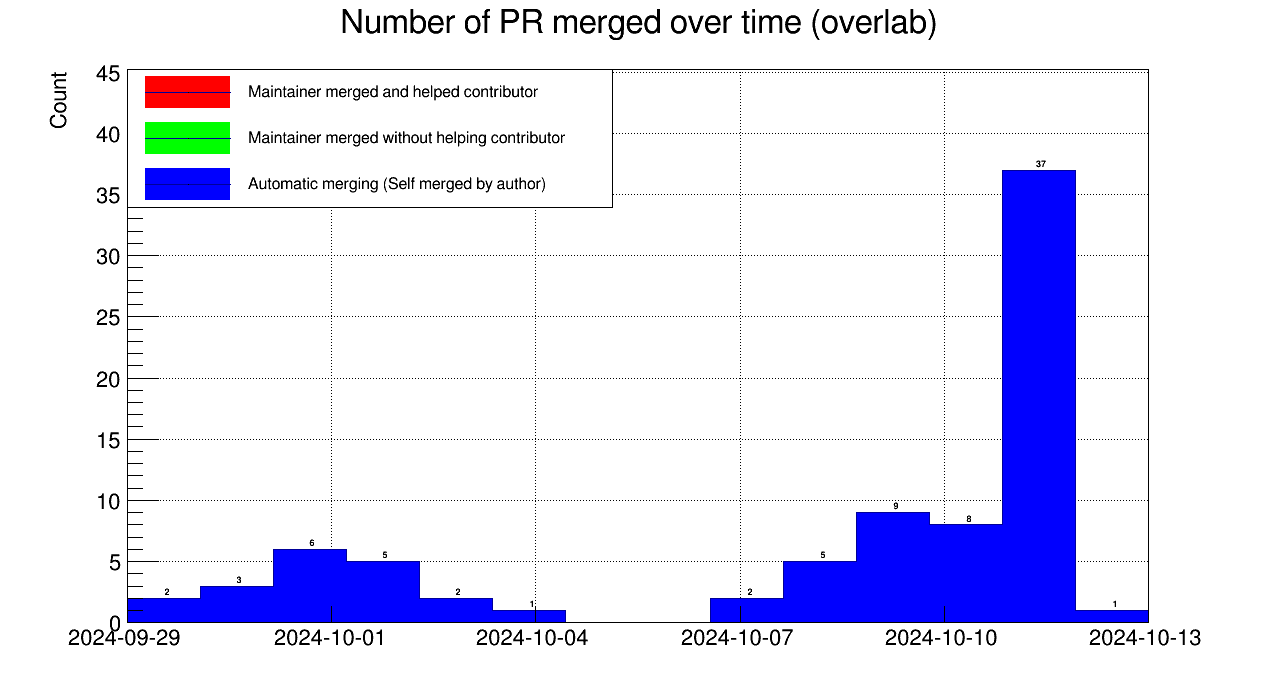 Number of PR merged over time (overlab)
Count
45
40
35
30
25
20
15
10
5
0
Maintainer merged and helped contributor
Maintainer merged without helping contributor
Automatic merging (Self merged by author)
2 3 6 5 2 1 2 5 9 8 37 1
2024-09-29 2024-10-01 2024-10-04 2024-10-07 2024-10-10 2024-10-13